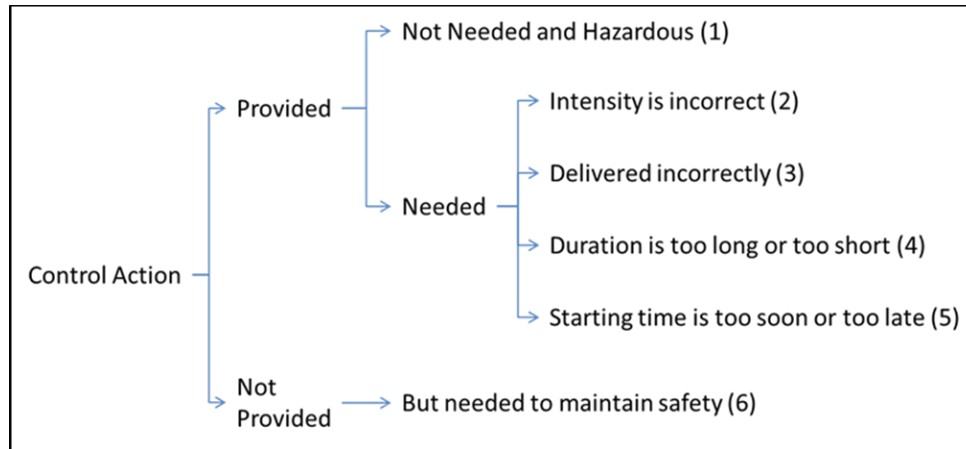 Not Needed and Hazardous (1)
Provided
Intensity is incorrect (2)
Delivered incorrectly (3)
Needed
Duration is too long or too short (4)
Control Action
Starting time is too soon or too late (5)
Not
Provided
But needed to maintain safety (6)